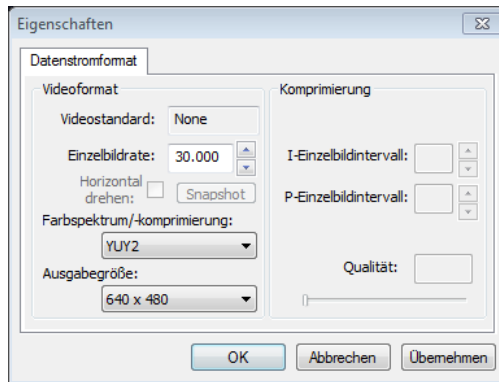 Eigenschaften
Datenstromformat
Videoformat
Videostandard: None
Einzelbildrate: 30.000
Horizontal
drehen: Snapshot
Farbspektrum/-komprimierung:
YUY2
Ausgabegröße:
640 x 480
Komprimierung
I-Einzelbildintervall:
P-Einzelbildintervall:
Qualität:
OK Abbrechen Übernehmen